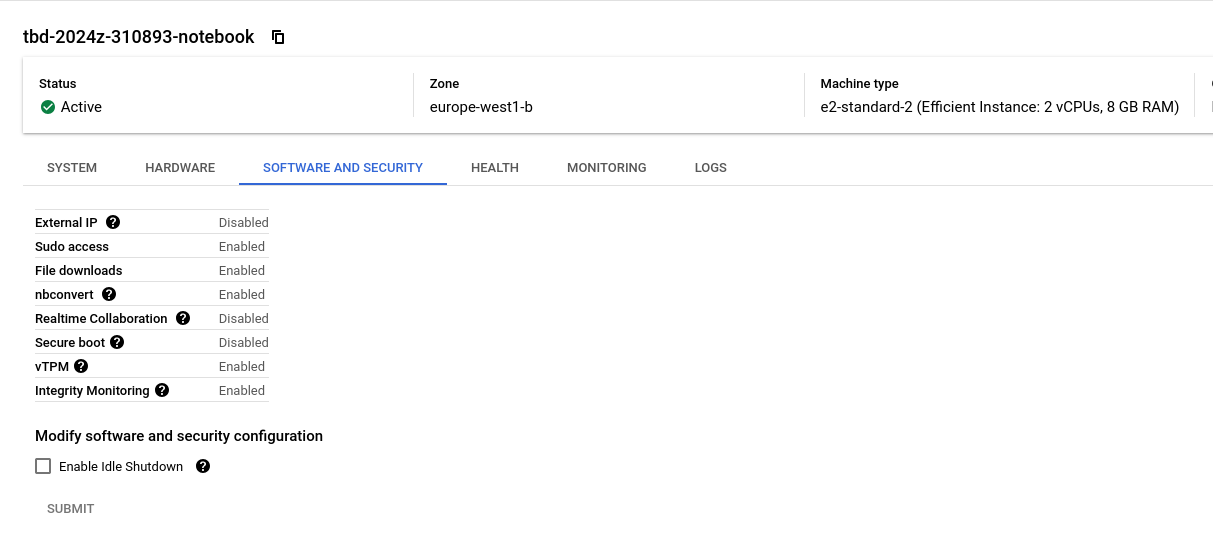 tbd-2024z-310893-notebook
Status Zone Machine type
Active europe-west1-b e2-standard-2 (Efficient Instance: 2 vCPUs, 8 GB RAM)
SYSTEM HARDWARE SOFTWARE AND SECURITY HEALTH MONITORING LOGS
External IP Disabled
Sudo access Enabled
File downloads Enabled
nbconvert Enabled
Realtime Collaboration Disabled
Secure boot Disabled
vTPM Enabled
Integrity Monitoring Enabled
Modify software and security configuration
Enable Idle Shutdown
SUBMIT